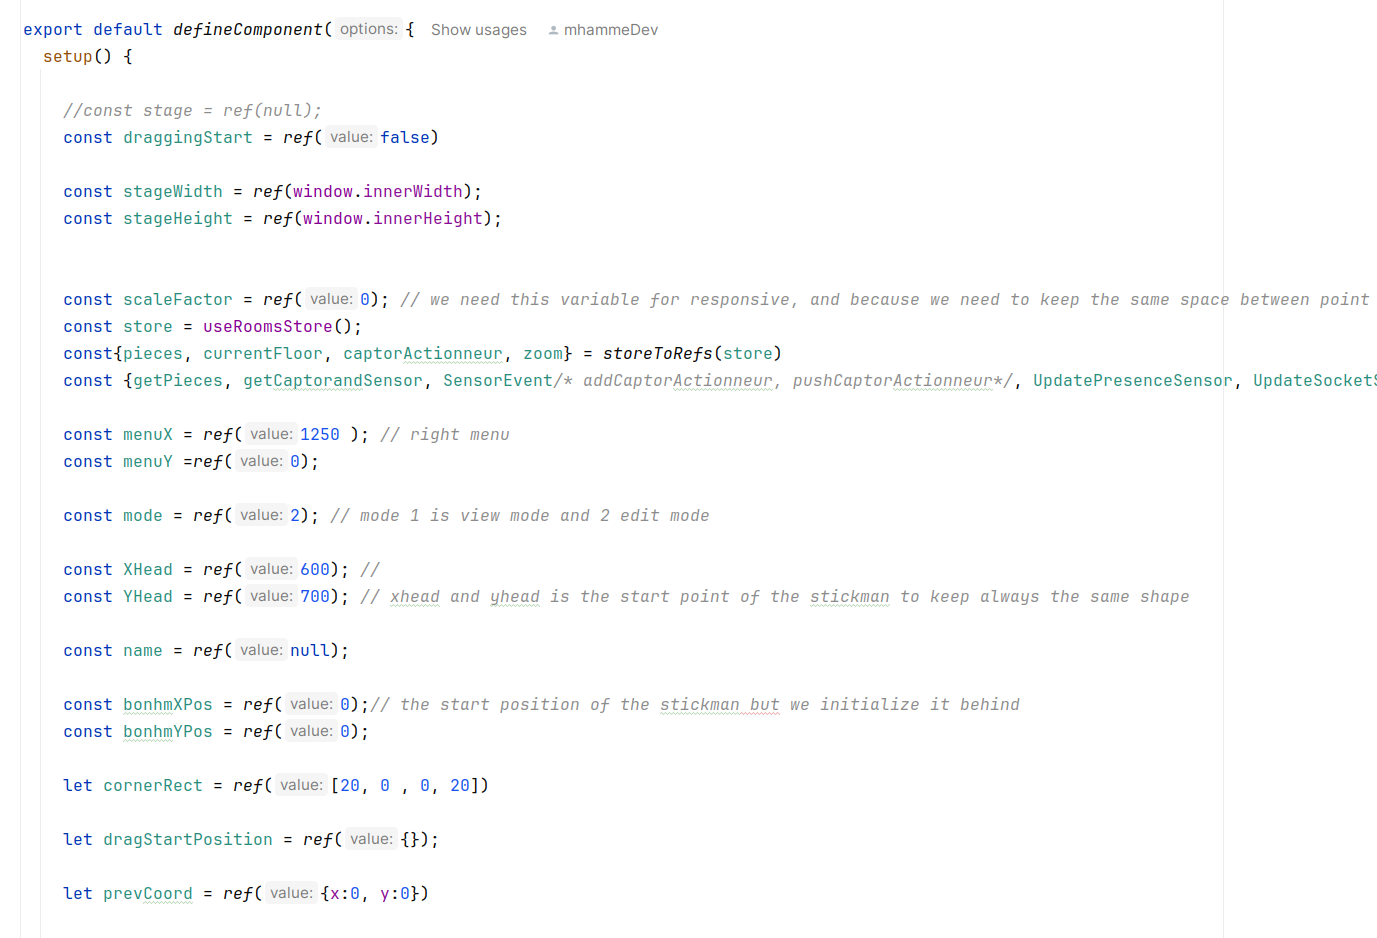 export default defineComponent( options: { Show usages mhammeDev
setup() {
//const stage = ref(null);
const draggingStart = ref( value: false)
const stageWidth = ref(window.innerWidth);
const stageHeight = ref(window.innerHeight);
const scaleFactor = ref( value: 0); // we need this variable for responsive, and because we need to keep the same space between point
const store = useRoomsStore();
const{pieces, currentFloor, captorActionneur, zoom} = storeToRefs(store)
const {getPieces, getCaptorandSensor, SensorEvent/* addCaptorActionneur, pushCaptorActionneur*/, UpdatePresenceSensor, UpdateSocketS
const menuX = ref( value: 1250 ); // right menu
const menuY =ref( value: 0);
const mode = ref( value: 2); // mode 1 is view mode and 2 edit mode
const XHead = ref( value: 600); //
const YHead = ref( value: 700); // xhead and yhead is the start point of the stickman to keep always the same shape
const name = ref( value: null);
const bonhmXPos = ref( value: 0);// the start position of the stickman but we initialize it behind
const bonhmYPos = ref( value: 0);
let cornerRect = ref( value: [20, 0 , 0, 20])
let dragStartPosition = ref( value: {});
let prevCoord = ref( value: {x:0, y:0})